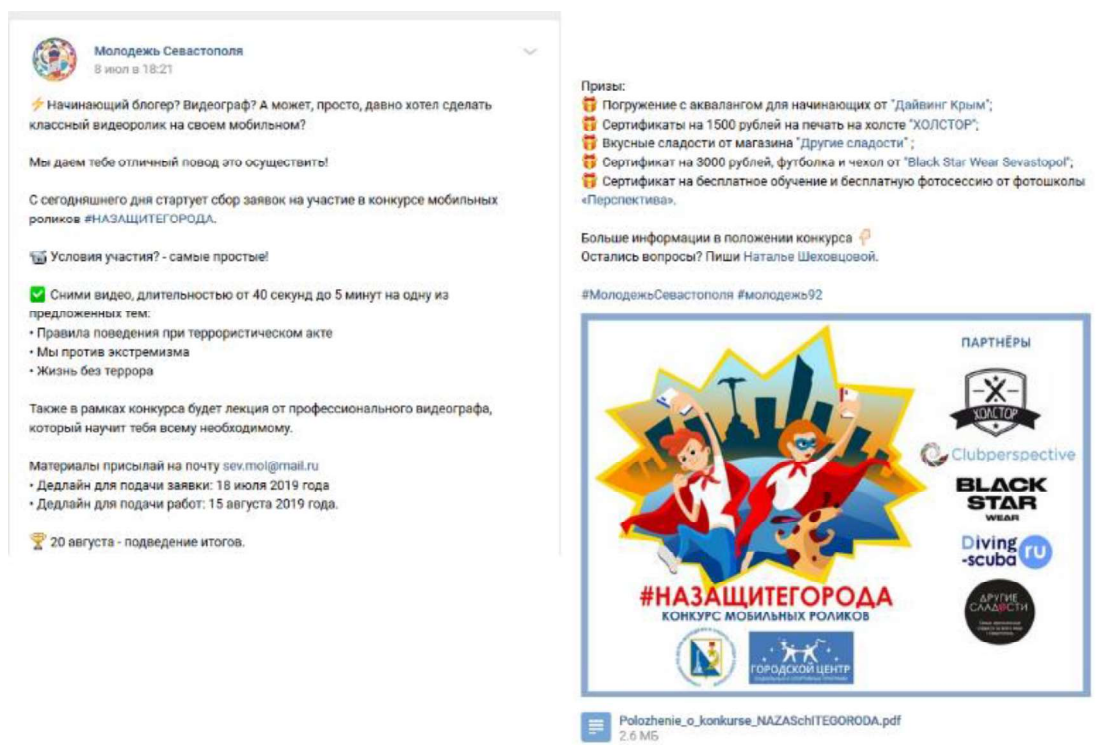 Молодежь Севастополя
8 июл в 18:21
⚡ Начинающий блогер? Видеограф? А может, просто, давно хотел сделать
классный видеоролик на своем мобильном?
Мы даем тебе отличный повод это осуществить!
С сегодняшнего дня стартует сбор заявок на участие в конкурсе мобильных
роликов #НАЗАЩИТЕГОРОДА.
Условия участия? - самые простые!
✅ Сними видео, длительностью от 40 секунд до 5 минут на одну из
предложенных тем:
• Правила поведения при террористическом акте
• Мы против экстремизма
• Жизнь без террора
Также в рамках конкурса будет лекция от профессионального видеографа,
который научит тебя всему необходимому.
Материалы присылай на почту sev.mol@mail.ru
• Дедлайн для подачи заявки: 18 июля 2019 года
• Дедлайн для подачи работ: 15 августа 2019 года.
🏆 20 августа - подведение итогов.
Призы:
🎁 Погружение с аквалангом для начинающих от "Дайвинг Крым";
🎁 Сертификаты на 1500 рублей на печать на холсте "ХОЛСТОР";
🎁 Вкусные сладости от магазина "Другие сладости" ;
🎁 Сертификат на 3000 рублей, футболка и чехол от "Black Star Wear Sevastopol";
🎁 Сертификат на бесплатное обучение и бесплатную фотосессию от фотошколы
«Перспектива».
Больше информации в положении конкурса 👇
Остались вопросы? Пиши Наталье Шеховцовой.
#МолодежьСевастополя #молодежь92
ПАРТНЁРЫ
ХОЛСТОР
Clubperspective
BLACK
STAR
WEAR
Diving
-scuba ru
ДРУГИЕ
СЛАДОСТИ
#НАЗАЩИТЕГОРОДА
КОНКУРС МОБИЛЬНЫХ РОЛИКОВ
ГОРОДСКОЙ ЦЕНТР
Polozhenie_o_konkurse_NAZASchITEGORODA.pdf
2.6 МБ